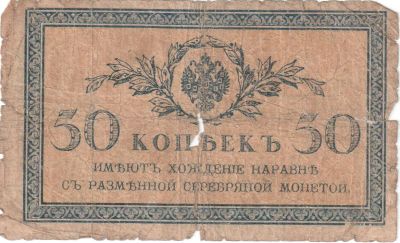 50 КОПѢЕКЪ 50
ИМѢЮТЪ ХОЖДЕНІЕ НАРАВНѢ
СЪ РАЗМѢННОЙ СЕРЕБРЯНОЙ МОНЕТОЙ.